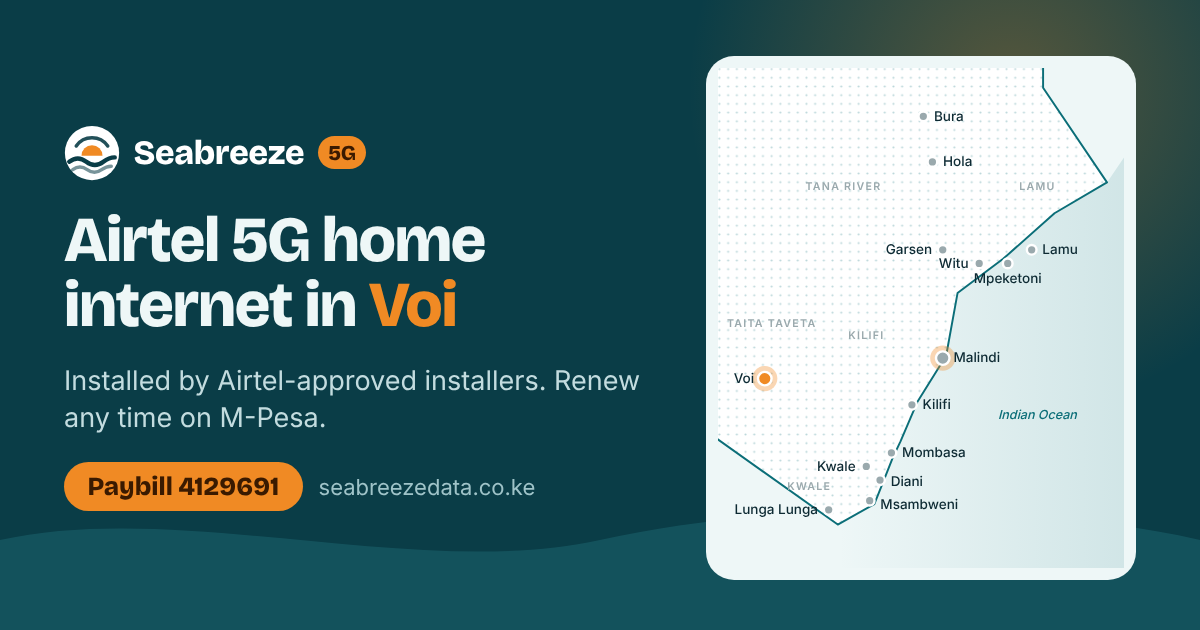 Seabreeze 5G
Airtel 5G home
internet in Voi
Installed by Airtel-approved installers. Renew
any time on M-Pesa.
Paybill 4129691
seabreezedata.co.ke
Bura
Hola
TANA RIVER
LAMU
Garsen
Lamu
Witu
Mpeketoni
TAITA TAVETA
KILIFI
Malindi
Voi
Kilifi
Indian Ocean
Mombasa
Kwale
Diani
KWALE
Msambweni
Lunga Lunga